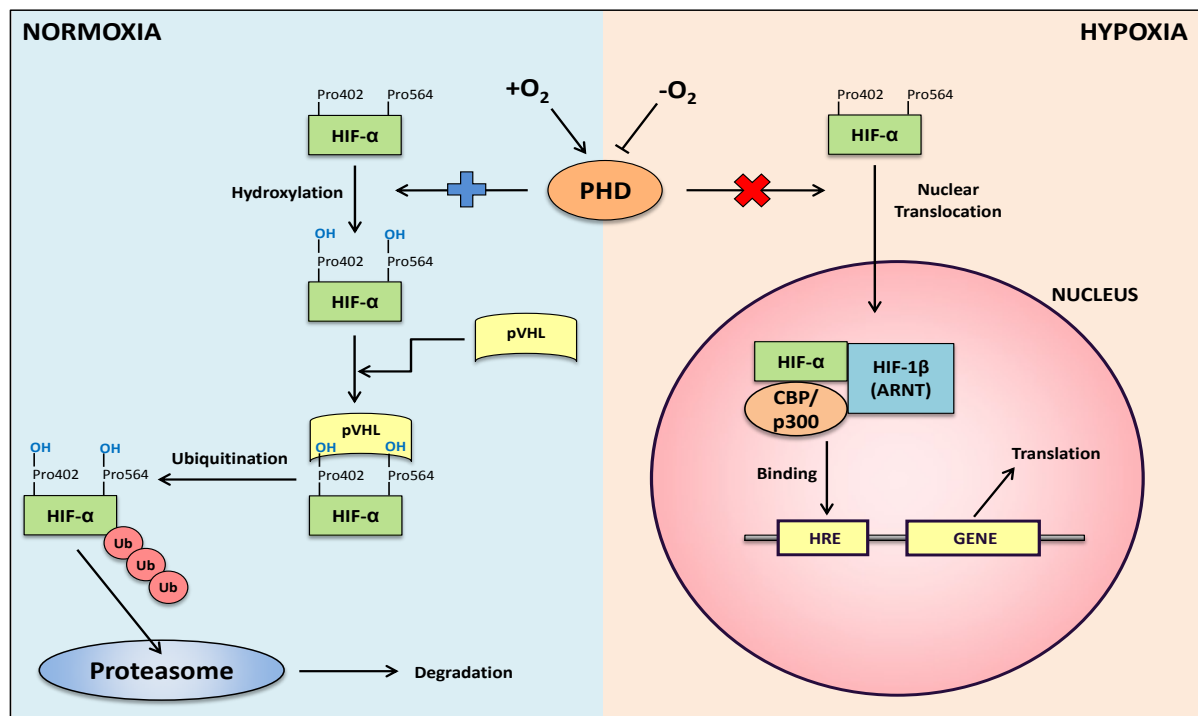 NORMOXIA
HYPOXIA
+O₂
-O₂
Pro402 Pro564
HIF-α
Hydroxylation
PHD
OH OH
Pro402 Pro564
HIF-α
pVHL
pVHL
OH OH
Pro402 Pro564
HIF-α
Ubiquitination
OH OH
Pro402 Pro564
HIF-α
Ub
Ub
Ub
Proteasome
Degradation
Pro402 Pro564
HIF-α
Nuclear
Translocation
NUCLEUS
HIF-α
HIF-1β
(ARNT)
CBP/
p300
Binding
Translation
HRE
GENE